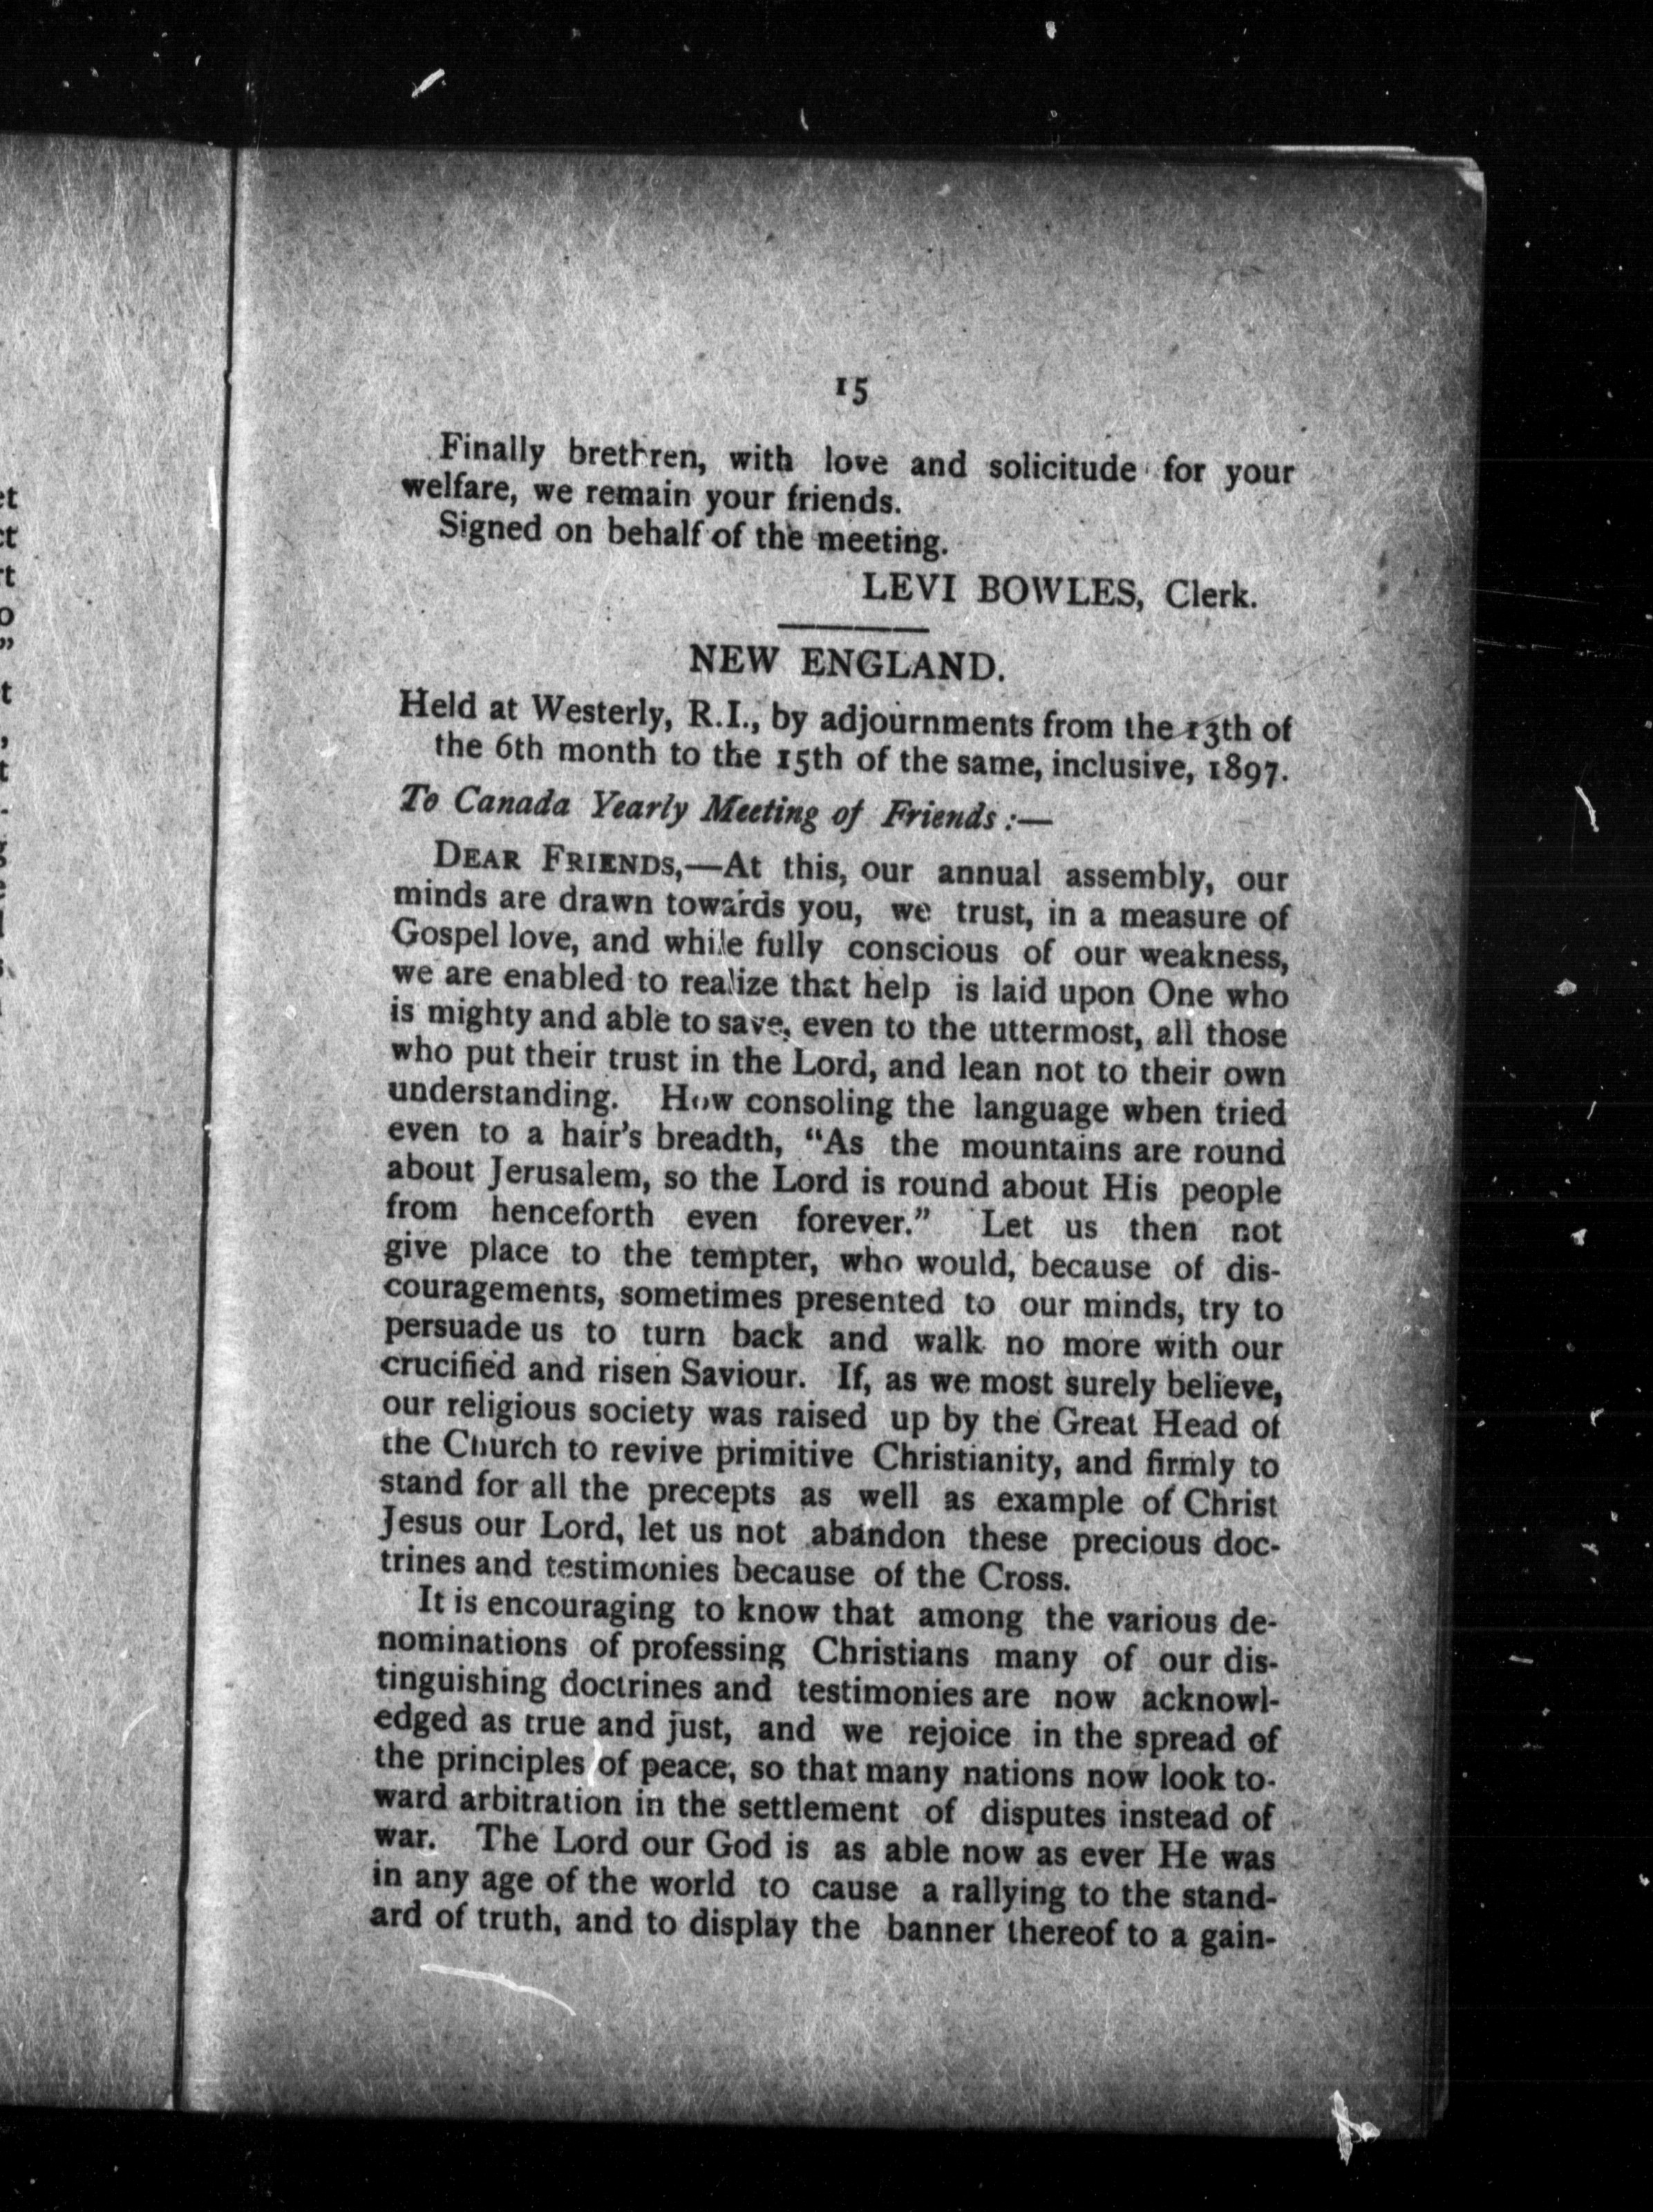 15
Finally brethren, with love and solicitude for your
welfare, we remain your friends.
Signed on behalf of the meeting.
LEVI BOWLES, Clerk.
NEW ENGLAND.
Held at Westerly, R.I., by adjournments from the 13th of
the 6th month to the 15th of the same, inclusive, 1897.
To Canada Yearly Meeting of Friends:—
DEAR FRIENDS,—At this, our annual assembly, our
minds are drawn towards you, we trust, in a measure of
Gospel love, and while fully conscious of our weakness,
we are enabled to realize that help is laid upon One who
is mighty and able to save, even to the uttermost, all those
who put their trust in the Lord, and lean not to their own
understanding. How consoling the language when tried
even to a hair's breadth, "As the mountains are round
about Jerusalem, so the Lord is round about His people
from henceforth even forever." Let us then not
give place to the tempter, who would, because of dis-
couragements, sometimes presented to our minds, try to
persuade us to turn back and walk no more with our
crucified and risen Saviour. If, as we most surely believe,
our religious society was raised up by the Great Head of
the Church to revive primitive Christianity, and firmly to
stand for all the precepts as well as example of Christ
Jesus our Lord, let us not abandon these precious doc-
trines and testimonies because of the Cross.
It is encouraging to know that among the various de-
nominations of professing Christians many of our dis-
tinguishing doctrines and testimonies are now acknowl-
edged as true and just, and we rejoice in the spread of
the principles of peace, so that many nations now look to-
ward arbitration in the settlement of disputes instead of
war. The Lord our God is as able now as ever He was
in any age of the world to cause a rallying to the stand-
ard of truth, and to display the banner thereof to a gain-